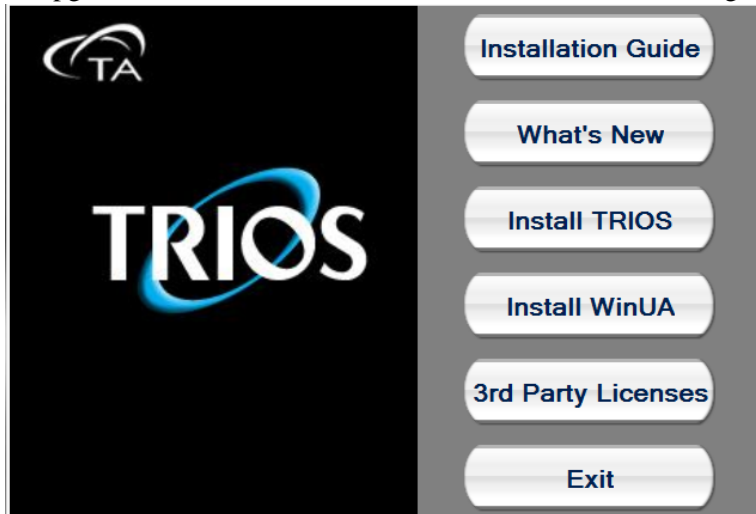 TA
TRIOS
Installation Guide
What's New
Install TRIOS
Install WinUA
3rd Party Licenses
Exit